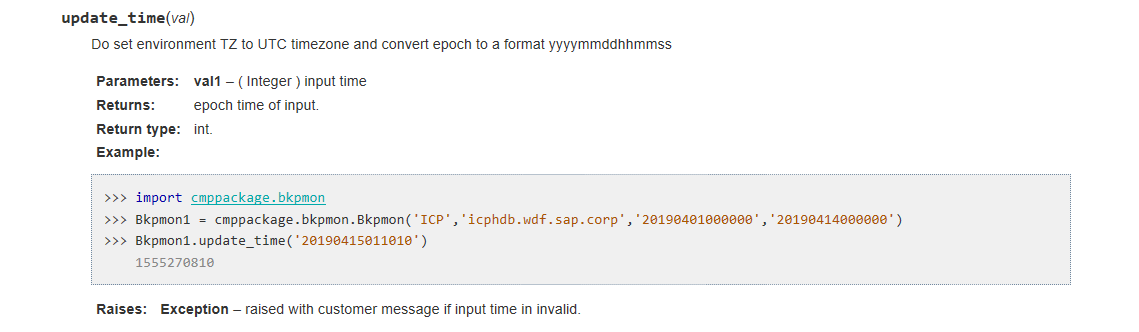 update_time(val)
Do set environment TZ to UTC timezone and convert epoch to a format yyyymmddhhmmss
Parameters: val1 – ( Integer ) input time
Returns: epoch time of input.
Return type: int.
Example:
>>> import cmppackage.bkpmon
>>> Bkpmon1 = cmppackage.bkpmon.Bkpmon('ICP','icphdb.wdf.sap.corp','20190401000000','20190414000000')
>>> Bkpmon1.update_time('20190415011010')
1555270810
Raises: Exception – raised with customer message if input time in invalid.